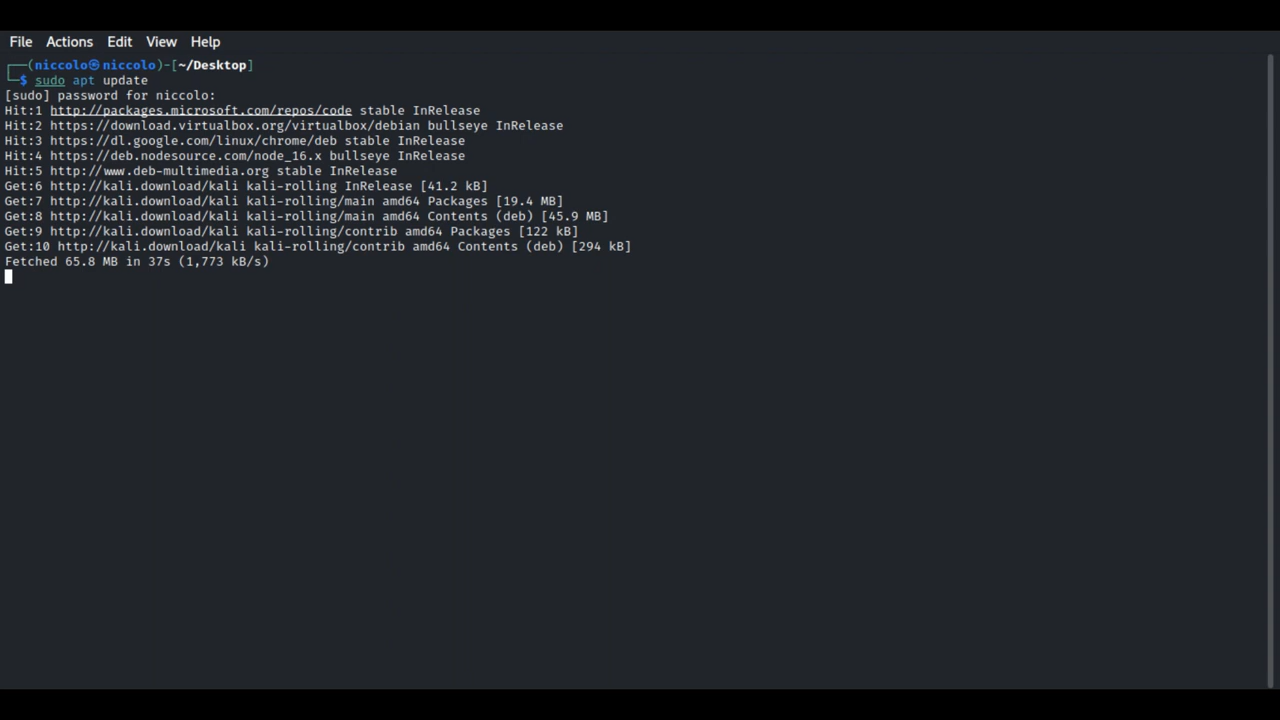 File Actions Edit View Help
┌──(niccolo㉿niccolo)-[~/Desktop]
└─$ sudo apt update
[sudo] password for niccolo:
Hit:1 http://packages.microsoft.com/repos/code stable InRelease
Hit:2 https://download.virtualbox.org/virtualbox/debian bullseye InRelease
Hit:3 https://dl.google.com/linux/chrome/deb stable InRelease
Hit:4 https://deb.nodesource.com/node_16.x bullseye InRelease
Hit:5 http://www.deb-multimedia.org stable InRelease
Get:6 http://kali.download/kali kali-rolling InRelease [41.2 kB]
Get:7 http://kali.download/kali kali-rolling/main amd64 Packages [19.4 MB]
Get:8 http://kali.download/kali kali-rolling/main amd64 Contents (deb) [45.9 MB]
Get:9 http://kali.download/kali kali-rolling/contrib amd64 Packages [122 kB]
Get:10 http://kali.download/kali kali-rolling/contrib amd64 Contents (deb) [294 kB]
Fetched 65.8 MB in 37s (1,773 kB/s)